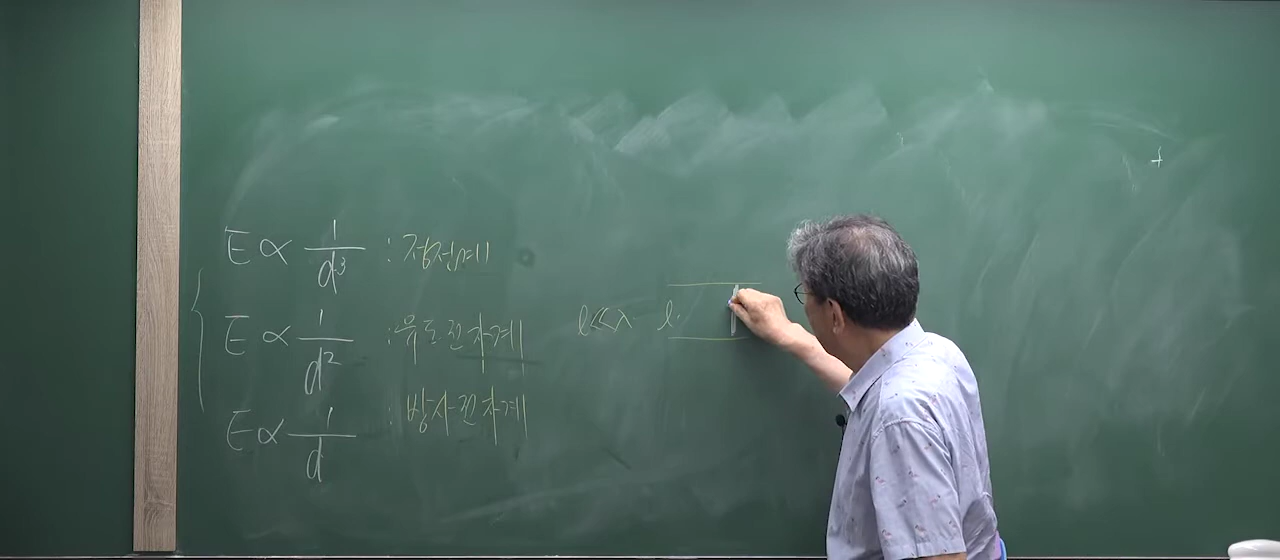 E ∝ 1/d³ : 정전계
E ∝ 1/d² : 유도전자계
E ∝ 1/d : 방사전자계
l ≪ λ
l